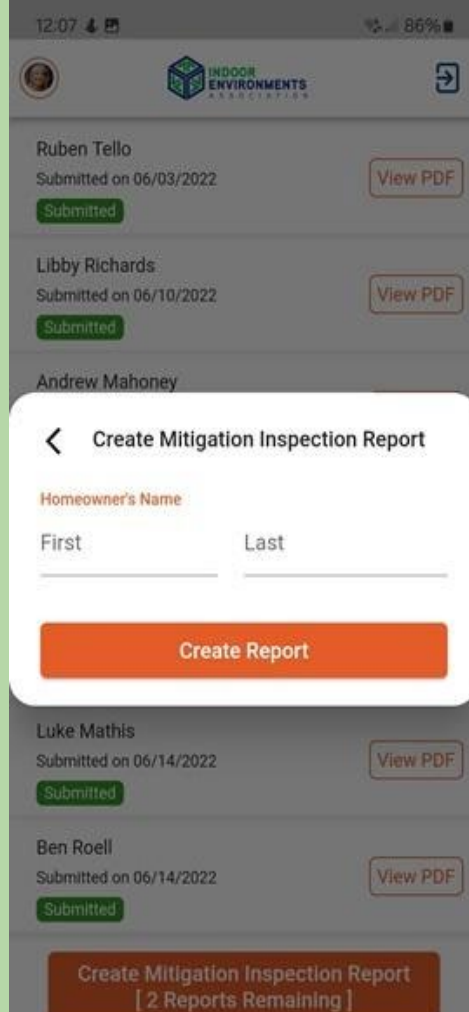 12:07
86%
INDOOR
ENVIRONMENTS
ASSOCIATION
Ruben Tello
Submitted on 06/03/2022
View PDF
Submitted
Libby Richards
Submitted on 06/10/2022
View PDF
Submitted
Andrew Mahoney
Create Mitigation Inspection Report
Homeowner's Name
First Last
Create Report
Luke Mathis
Submitted on 06/14/2022
View PDF
Submitted
Ben Roell
Submitted on 06/14/2022
View PDF
Submitted
Create Mitigation Inspection Report
[ 2 Reports Remaining ]